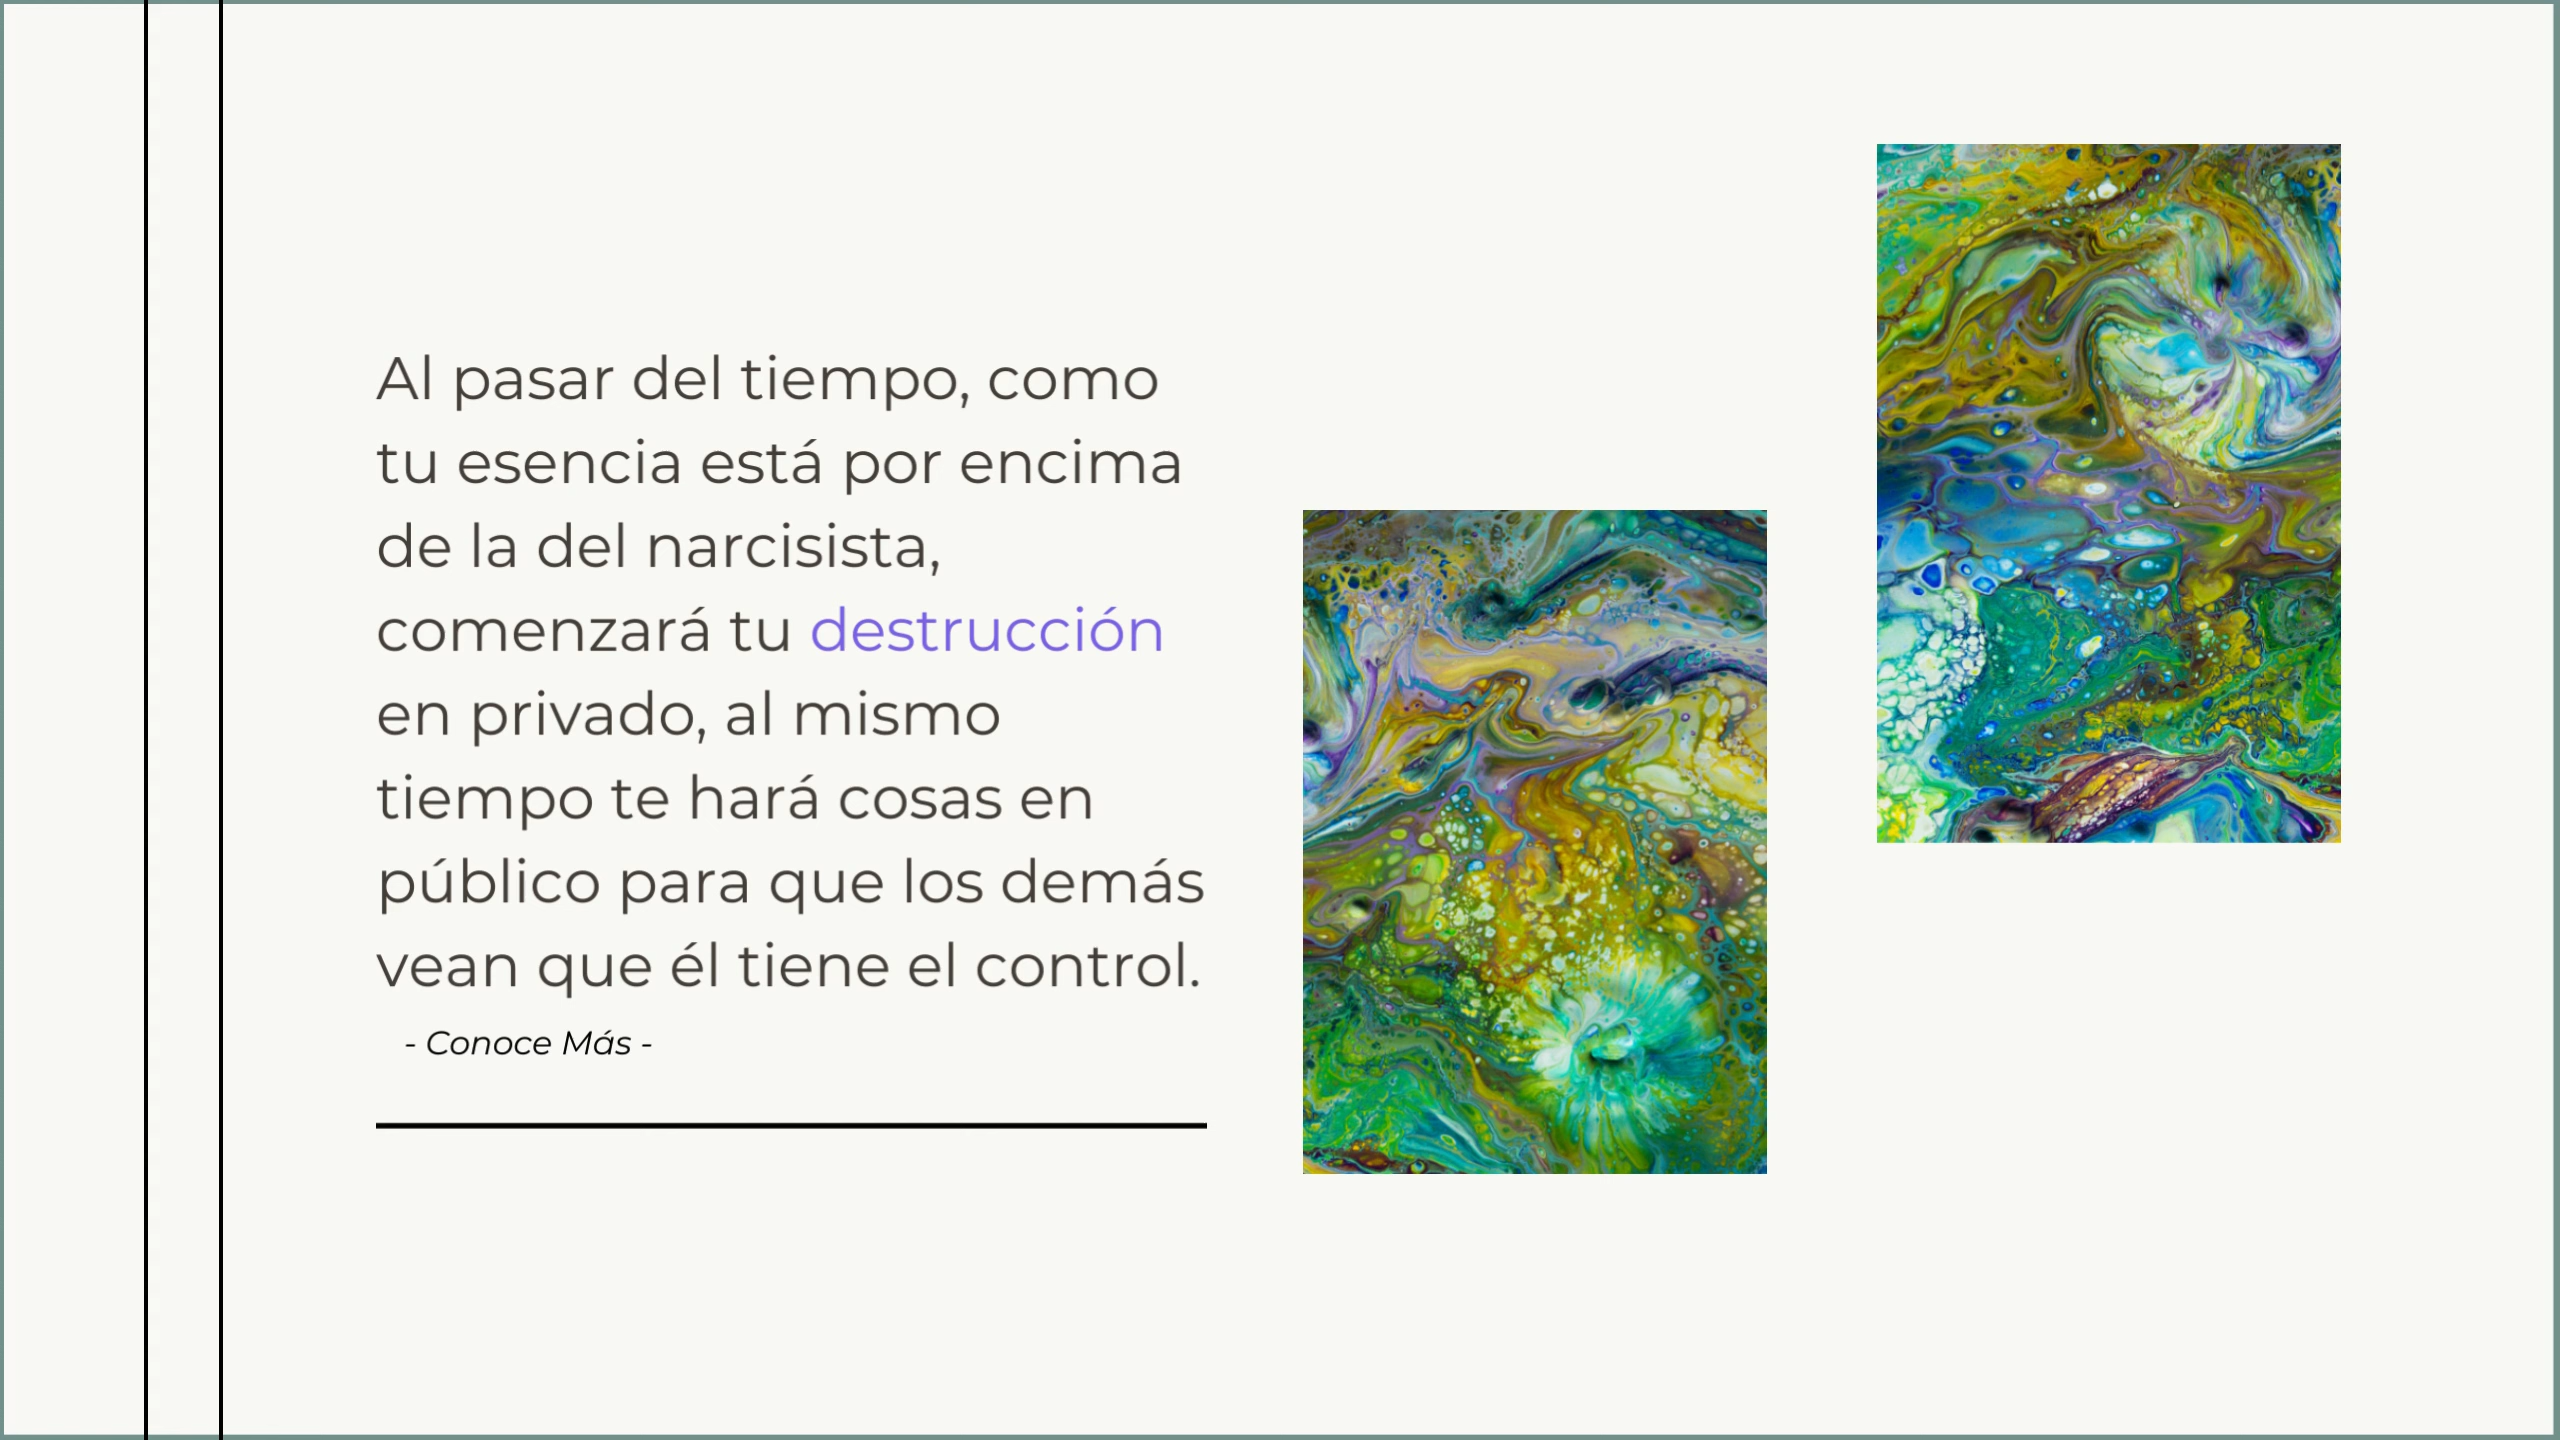 Al pasar del tiempo, como
tu esencia está por encima
de la del narcisista,
comenzará tu destrucción
en privado, al mismo
tiempo te hará cosas en
público para que los demás
vean que él tiene el control.
- Conoce Más -